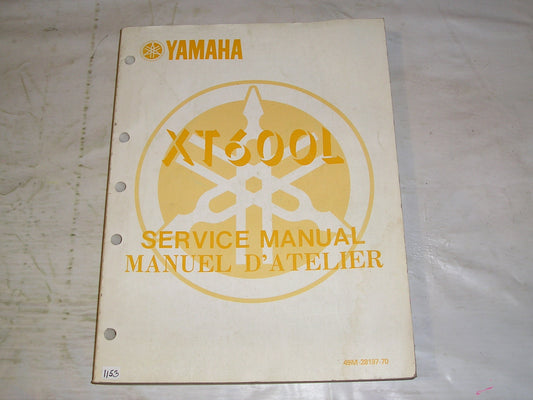 YAMAHA
XT600L
SERVICE MANUAL
MANUEL D'ATELIER
49M-28197-70
1153